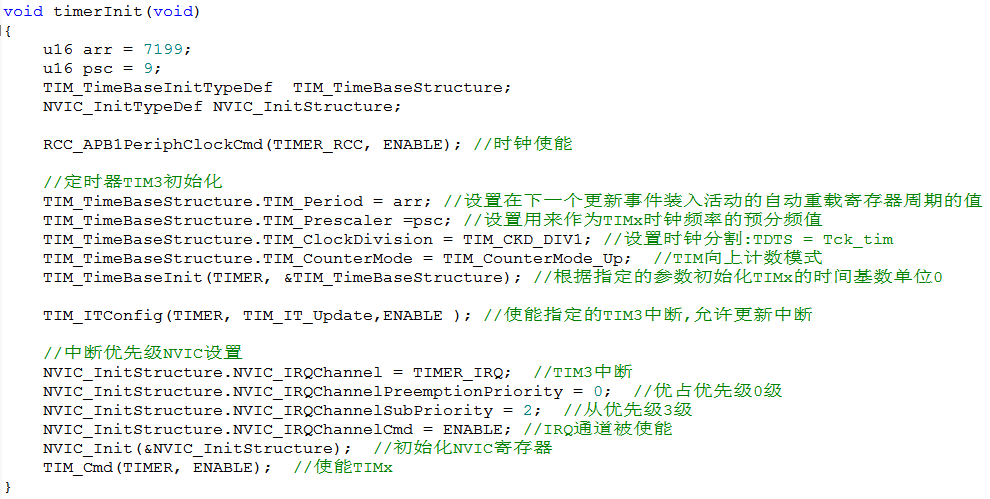 void timerInit(void)
{
    u16 arr = 7199;
    u16 psc = 9;
    TIM_TimeBaseInitTypeDef  TIM_TimeBaseStructure;
    NVIC_InitTypeDef NVIC_InitStructure;

    RCC_APB1PeriphClockCmd(TIMER_RCC, ENABLE); //时钟使能

    //定时器TIM3初始化
    TIM_TimeBaseStructure.TIM_Period = arr; //设置在下一个更新事件装入活动的自动重载寄存器周期的值
    TIM_TimeBaseStructure.TIM_Prescaler =psc; //设置用来作为TIMx时钟频率的预分频值
    TIM_TimeBaseStructure.TIM_ClockDivision = TIM_CKD_DIV1; //设置时钟分割:TDTS = Tck_tim
    TIM_TimeBaseStructure.TIM_CounterMode = TIM_CounterMode_Up;  //TIM向上计数模式
    TIM_TimeBaseInit(TIMER, &TIM_TimeBaseStructure); //根据指定的参数初始化TIMx的时间基数单位0

    TIM_ITConfig(TIMER, TIM_IT_Update,ENABLE ); //使能指定的TIM3中断,允许更新中断

    //中断优先级NVIC设置
    NVIC_InitStructure.NVIC_IRQChannel = TIMER_IRQ;  //TIM3中断
    NVIC_InitStructure.NVIC_IRQChannelPreemptionPriority = 0;  //优占优先级0级
    NVIC_InitStructure.NVIC_IRQChannelSubPriority = 2;  //从优先级3级
    NVIC_InitStructure.NVIC_IRQChannelCmd = ENABLE; //IRQ通道被使能
    NVIC_Init(&NVIC_InitStructure);  //初始化NVIC寄存器
    TIM_Cmd(TIMER, ENABLE);  //使能TIMx
}